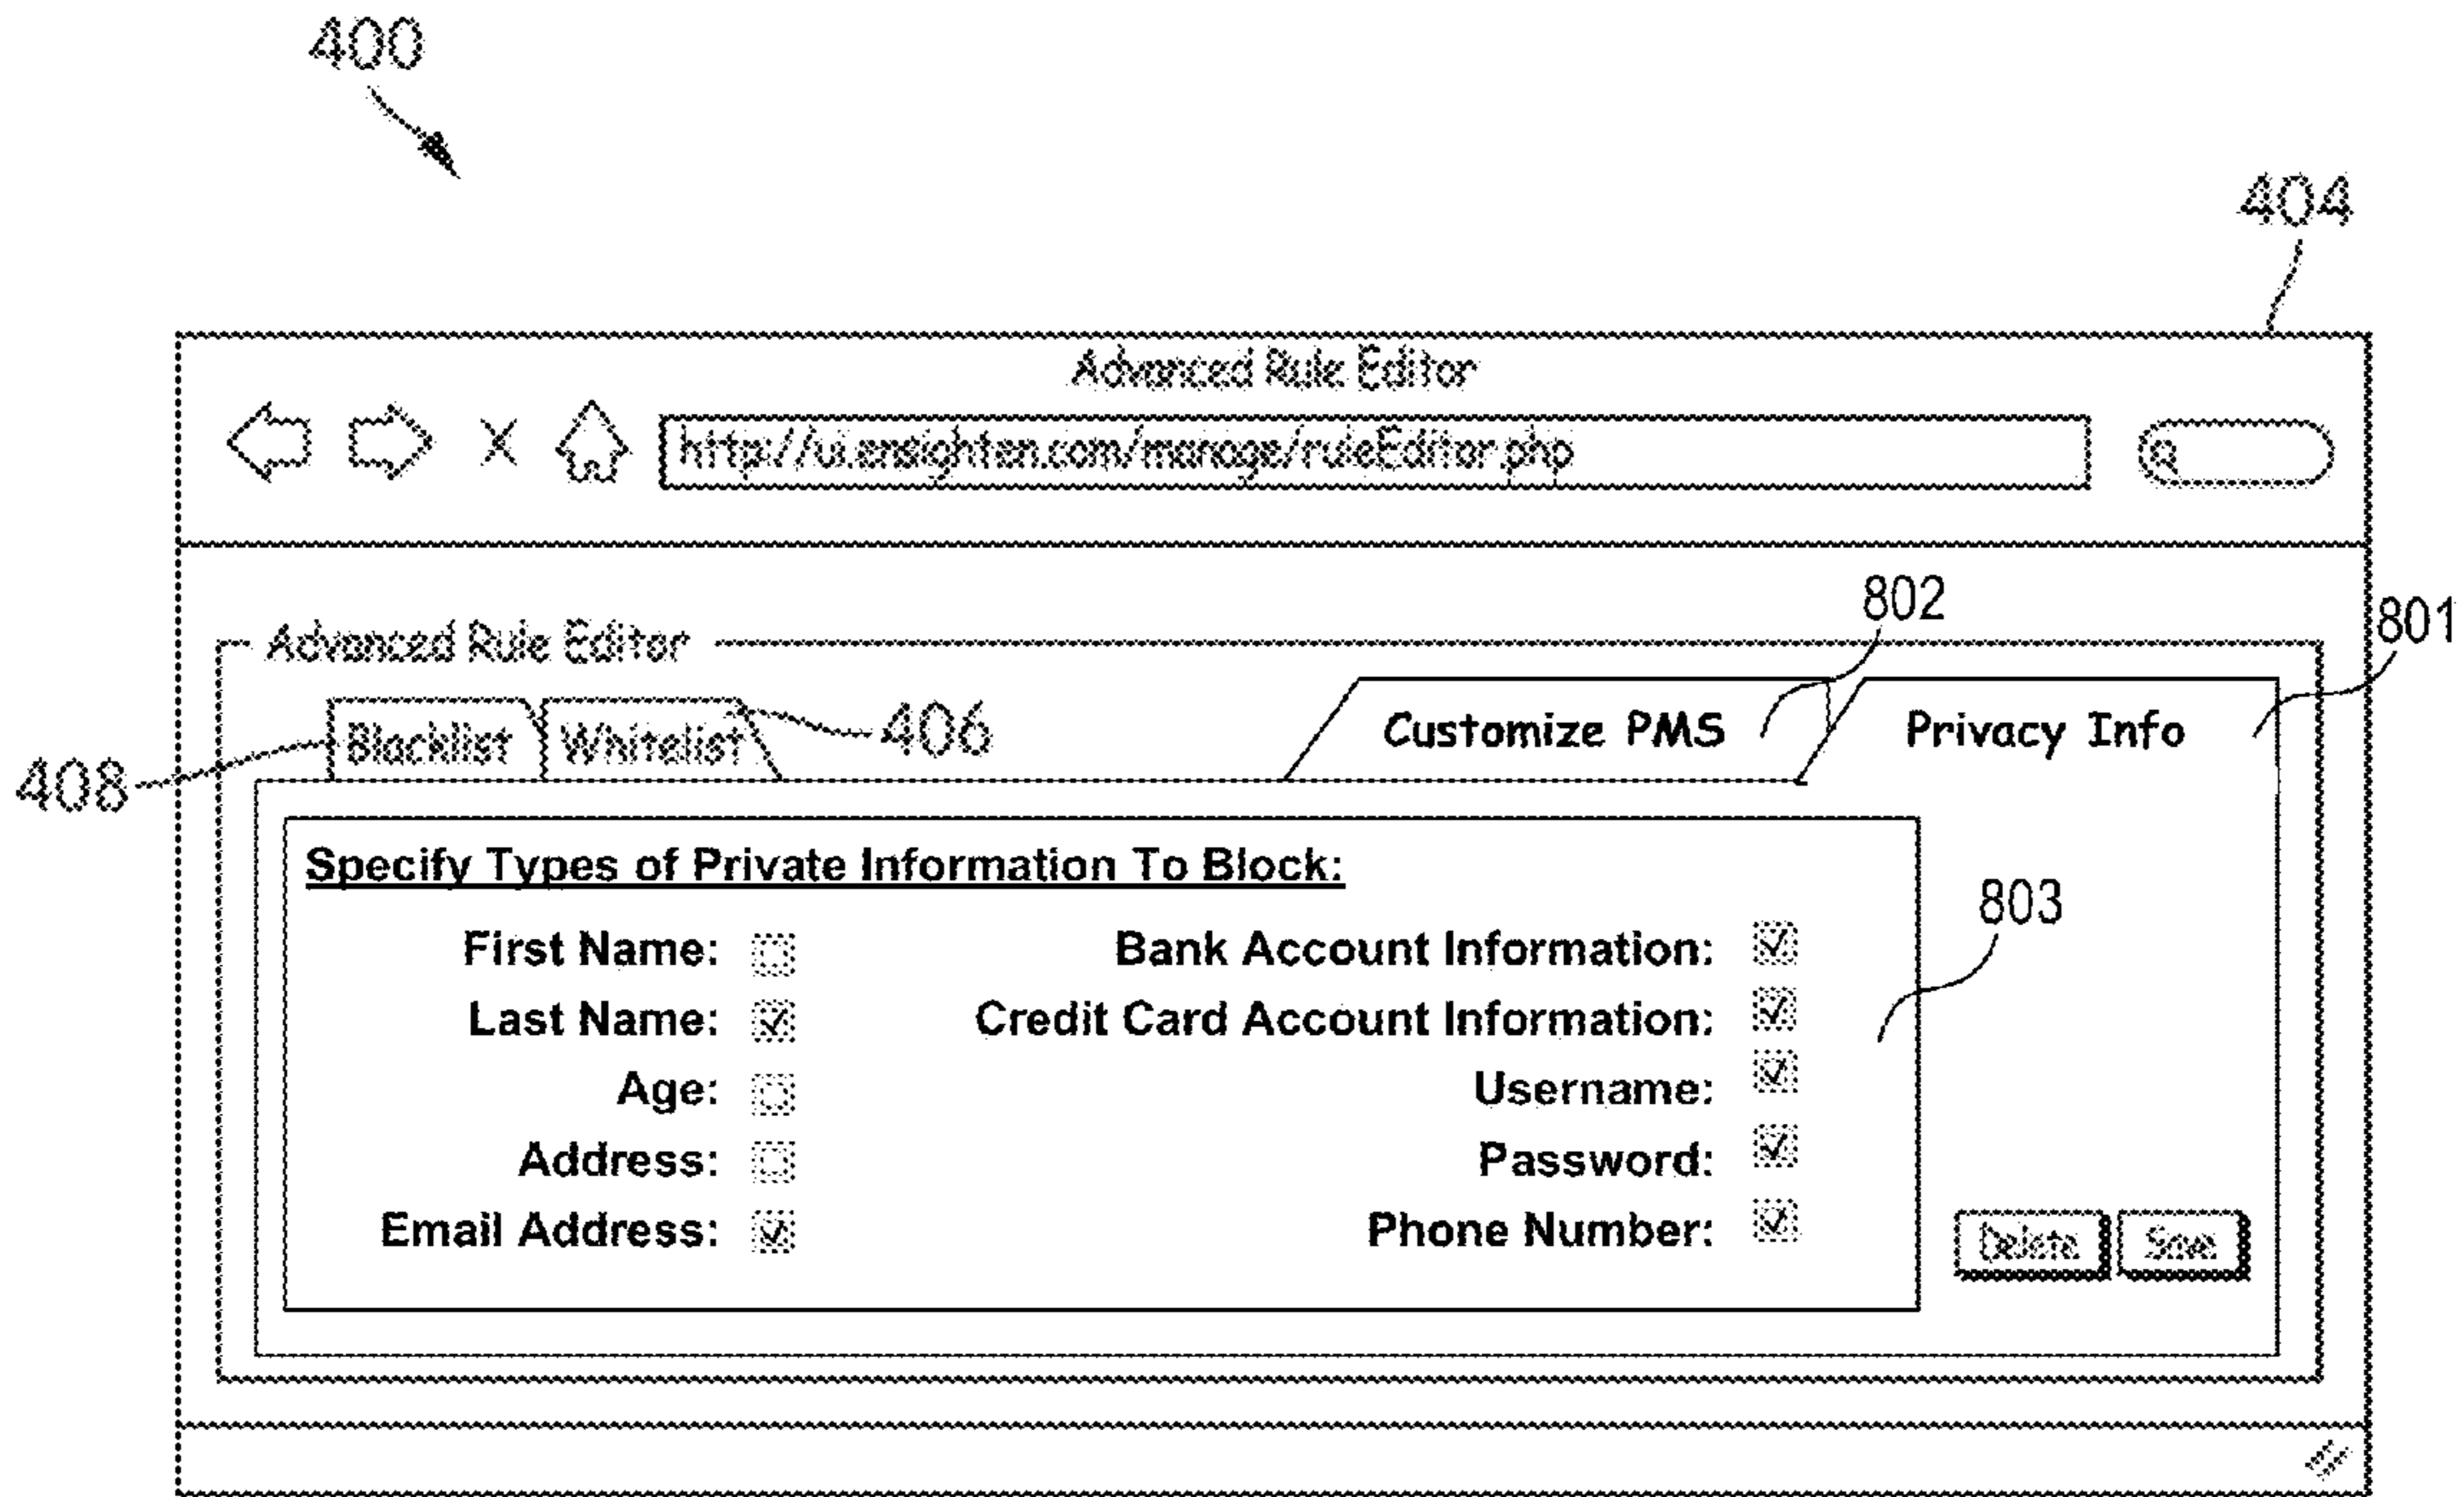 400
404
Advanced Rule Editor
http://ui.ensighten.com/manage/ruleEditor.php
802
801
Advanced Rule Editor
Blacklist Whitelist 406 Customize PMS Privacy Info
408
Specify Types of Private Information To Block:
803
First Name: Bank Account Information:
Last Name: Credit Card Account Information:
Age: Username:
Address: Password:
Email Address: Phone Number:
Delete Save